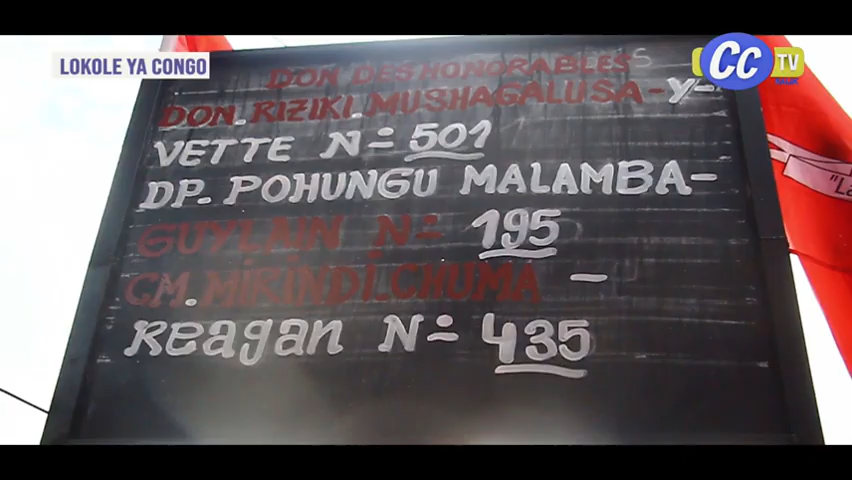 LOKOLE YA CONGO
CC TV
DON DES HONORABLES
DON. RIZIKI. MUSHAGALUSA-Y-
VETTE N= 501
DP. POHUNGU MALAMBA-
GUYLAIN N= 195
CM. MIRINDI. CHUMA -
Reagan N= 435